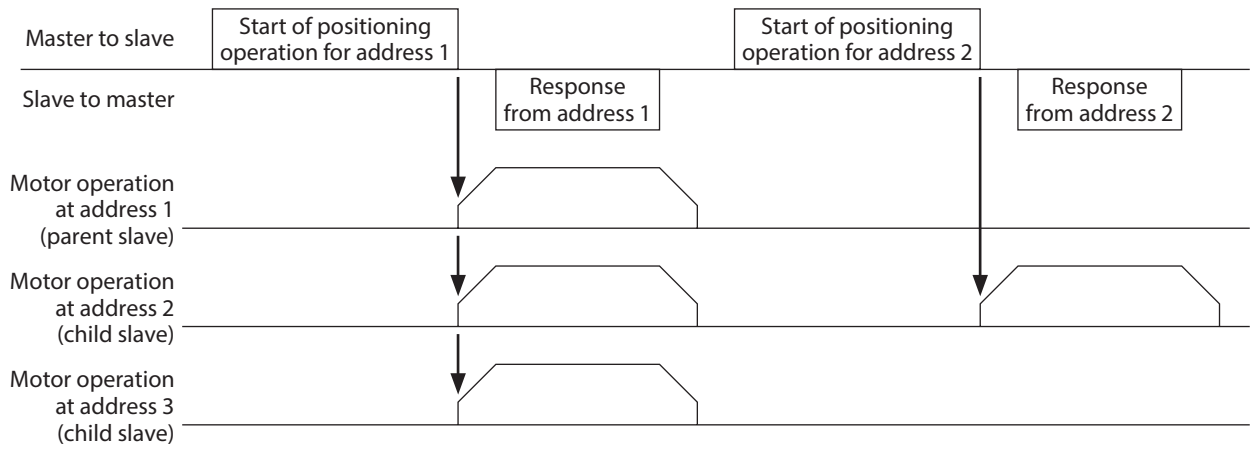 Master to slave
Start of positioning
operation for address 1
Start of positioning
operation for address 2
Slave to master
Response
from address 1
Response
from address 2
Motor operation
at address 1
(parent slave)
Motor operation
at address 2
(child slave)
Motor operation
at address 3
(child slave)